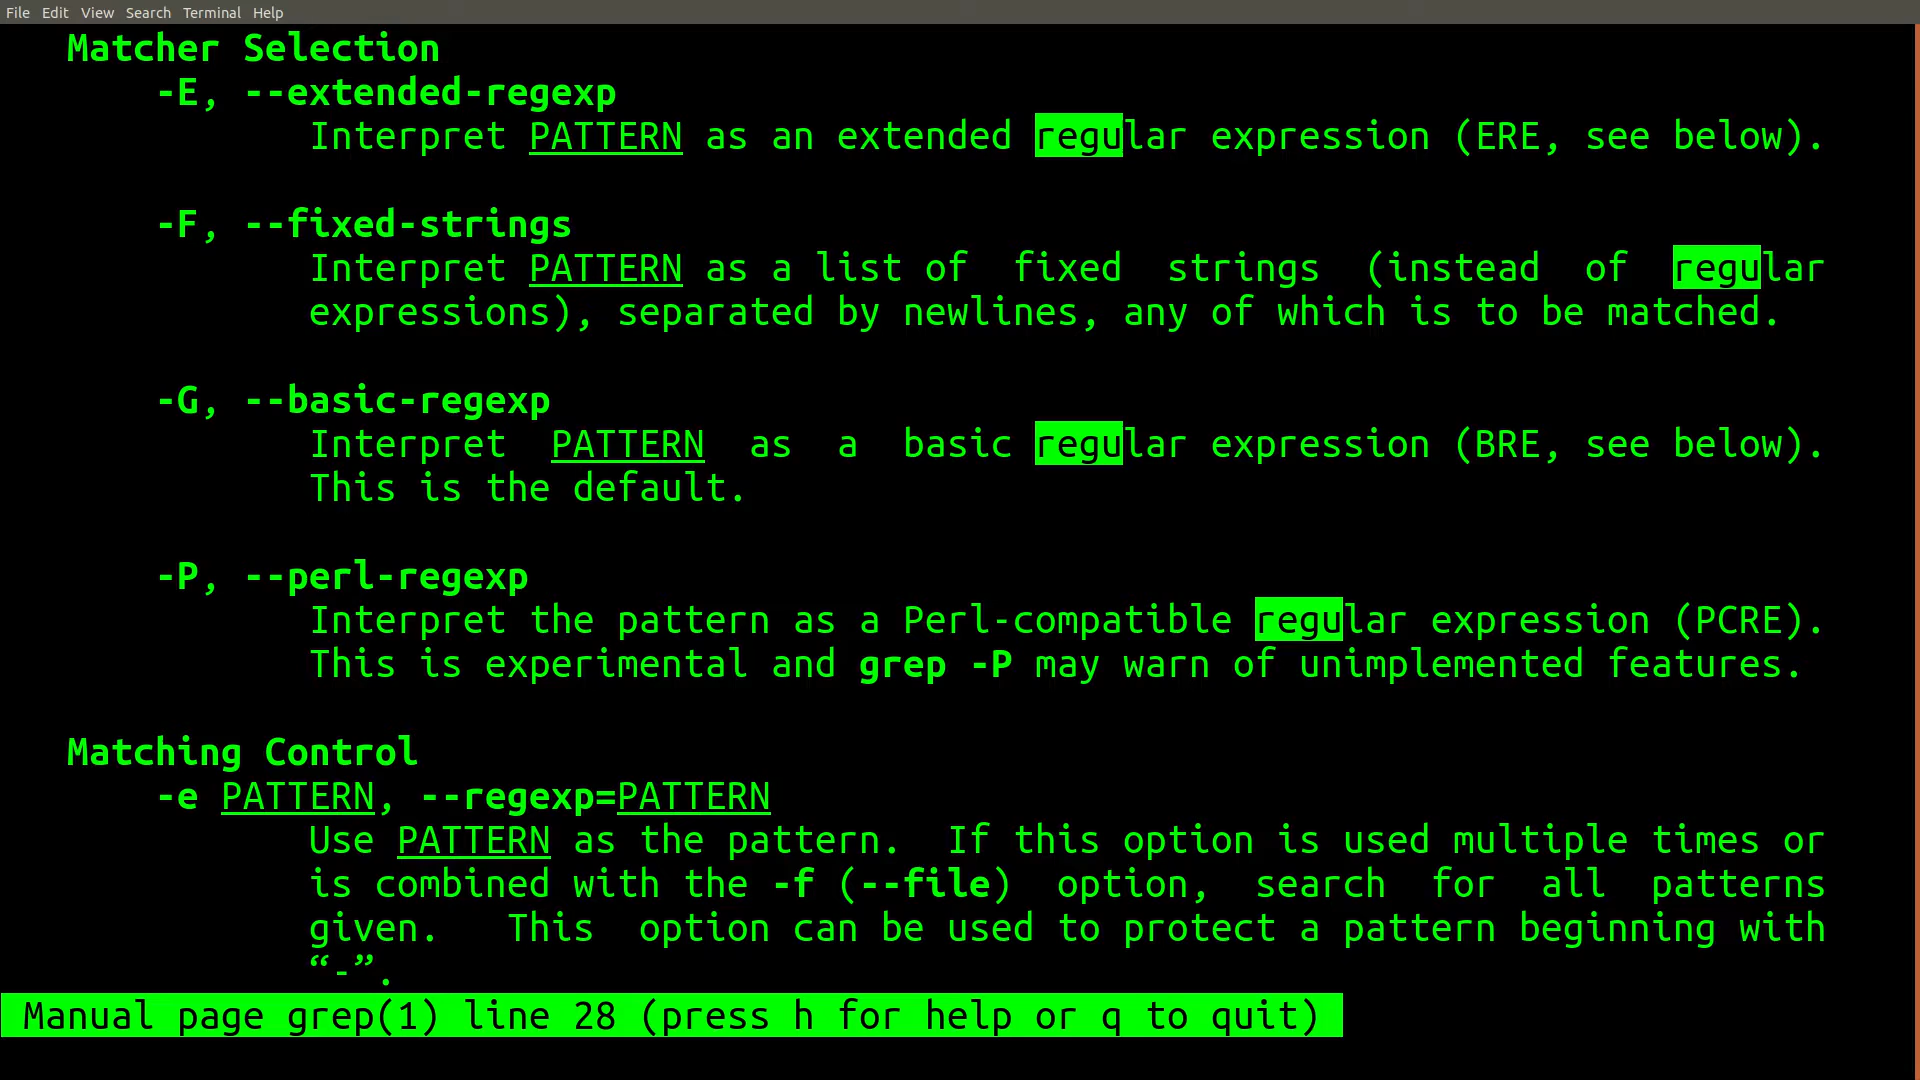 File Edit View Search Terminal Help
Matcher Selection
-E, --extended-regexp
Interpret PATTERN as an extended regular expression (ERE, see below).
-F, --fixed-strings
Interpret PATTERN as a list of fixed strings (instead of regular
expressions), separated by newlines, any of which is to be matched.
-G, --basic-regexp
Interpret PATTERN as a basic regular expression (BRE, see below).
This is the default.
-P, --perl-regexp
Interpret the pattern as a Perl-compatible regular expression (PCRE).
This is experimental and grep -P may warn of unimplemented features.
Matching Control
-e PATTERN, --regexp=PATTERN
Use PATTERN as the pattern. If this option is used multiple times or
is combined with the -f (--file) option, search for all patterns
given. This option can be used to protect a pattern beginning with
“-”.
Manual page grep(1) line 28 (press h for help or q to quit)